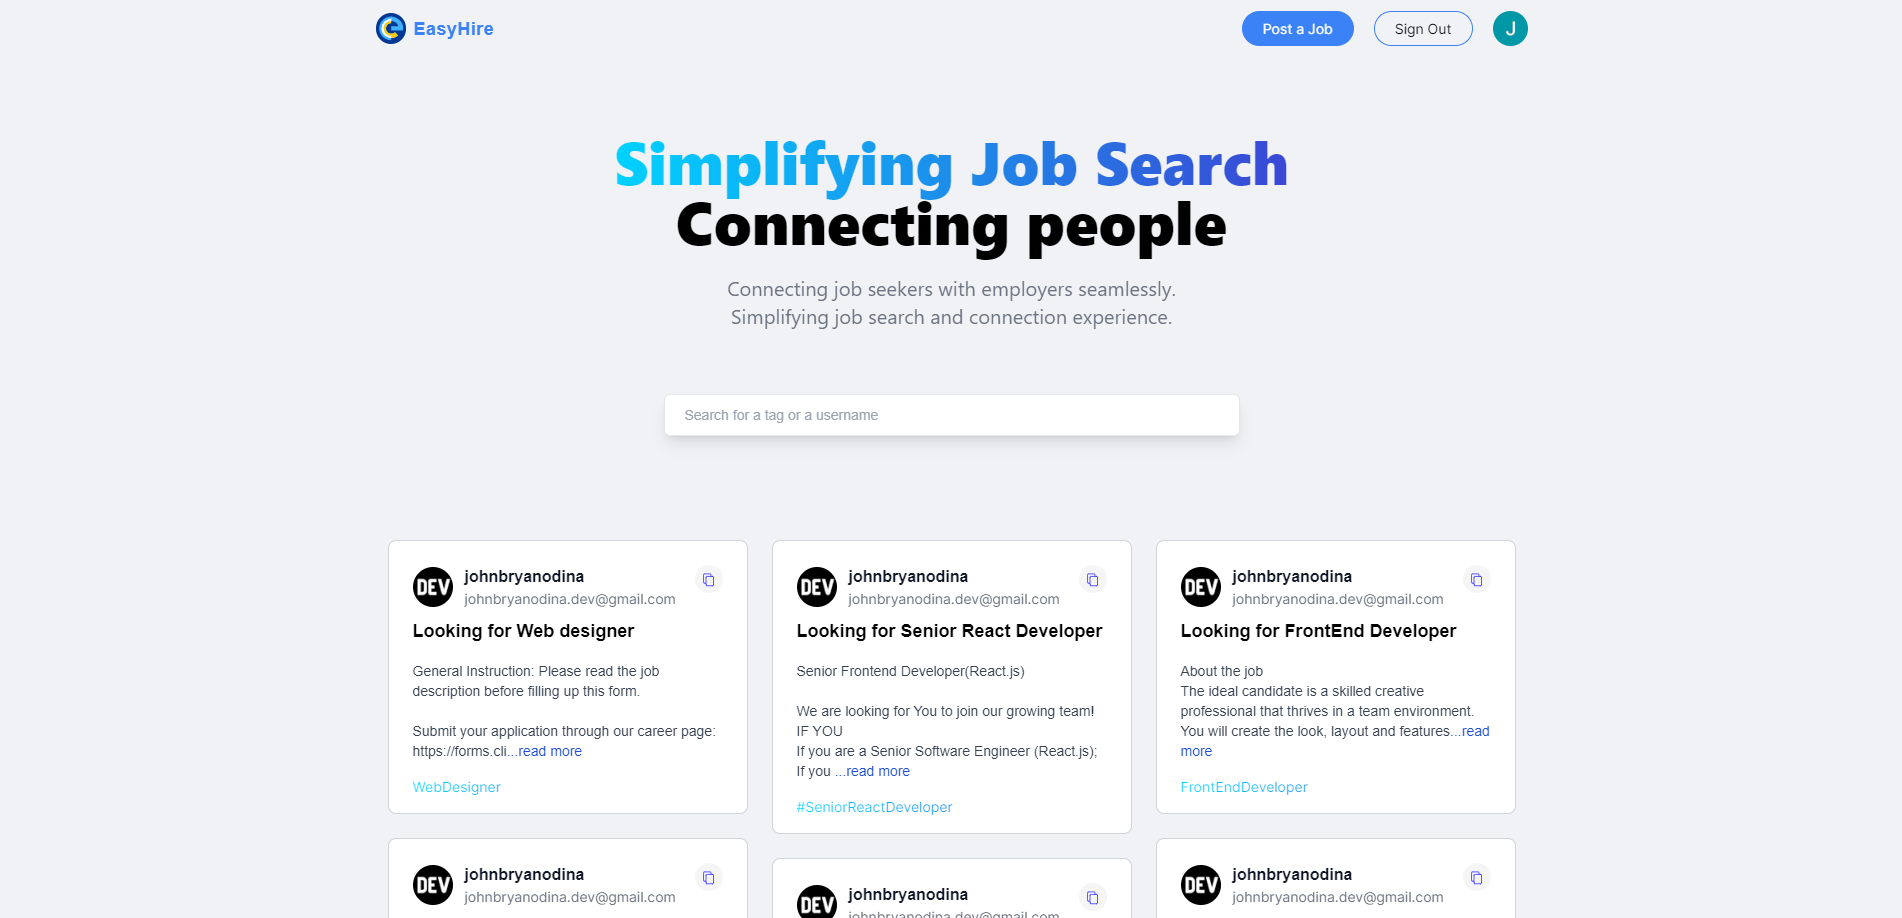 EasyHire
Post a Job
Sign Out
J
Simplifying Job Search
Connecting people
Connecting job seekers with employers seamlessly.
Simplifying job search and connection experience.
Search for a tag or a username
DEV
johnbryanodina
johnbryanodina.dev@gmail.com
Looking for Web designer
General Instruction: Please read the job
description before filling up this form.
Submit your application through our career page:
https://forms.cli...read more
WebDesigner
DEV
johnbryanodina
johnbryanodina.dev@gmail.com
Looking for Senior React Developer
Senior Frontend Developer(React.js)
We are looking for You to join our growing team!
IF YOU
If you are a Senior Software Engineer (React.js);
If you ...read more
#SeniorReactDeveloper
DEV
johnbryanodina
johnbryanodina.dev@gmail.com
Looking for FrontEnd Developer
About the job
The ideal candidate is a skilled creative
professional that thrives in a team environment.
You will create the look, layout and features...read
more
FrontEndDeveloper
DEV
johnbryanodina
johnbryanodina.dev@gmail.com
DEV
johnbryanodina
johnbryanodina.dev@gmail.com
DEV
johnbryanodina
johnbryanodina.dev@gmail.com